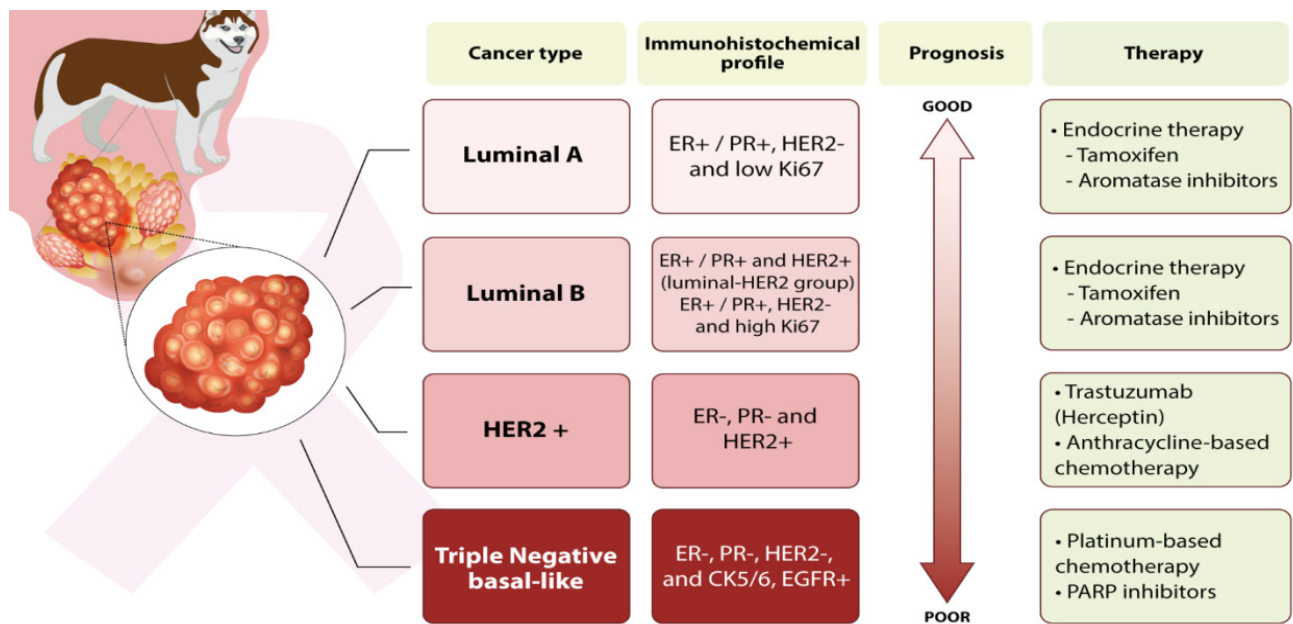 Cancer type
Immunohistochemical
profile
Prognosis
Therapy
Luminal A
ER+ / PR+, HER2-
and low Ki67
GOOD
• Endocrine therapy
- Tamoxifen
- Aromatase inhibitors
Luminal B
ER+ / PR+ and HER2+
(luminal-HER2 group)
ER+ / PR+, HER2-
and high Ki67
• Endocrine therapy
- Tamoxifen
- Aromatase inhibitors
HER2 +
ER-, PR- and
HER2+
• Trastuzumab
(Herceptin)
• Anthracycline-based
chemotherapy
Triple Negative
basal-like
ER-, PR-, HER2-,
and CK5/6, EGFR+
• Platinum-based
chemotherapy
• PARP inhibitors
POOR